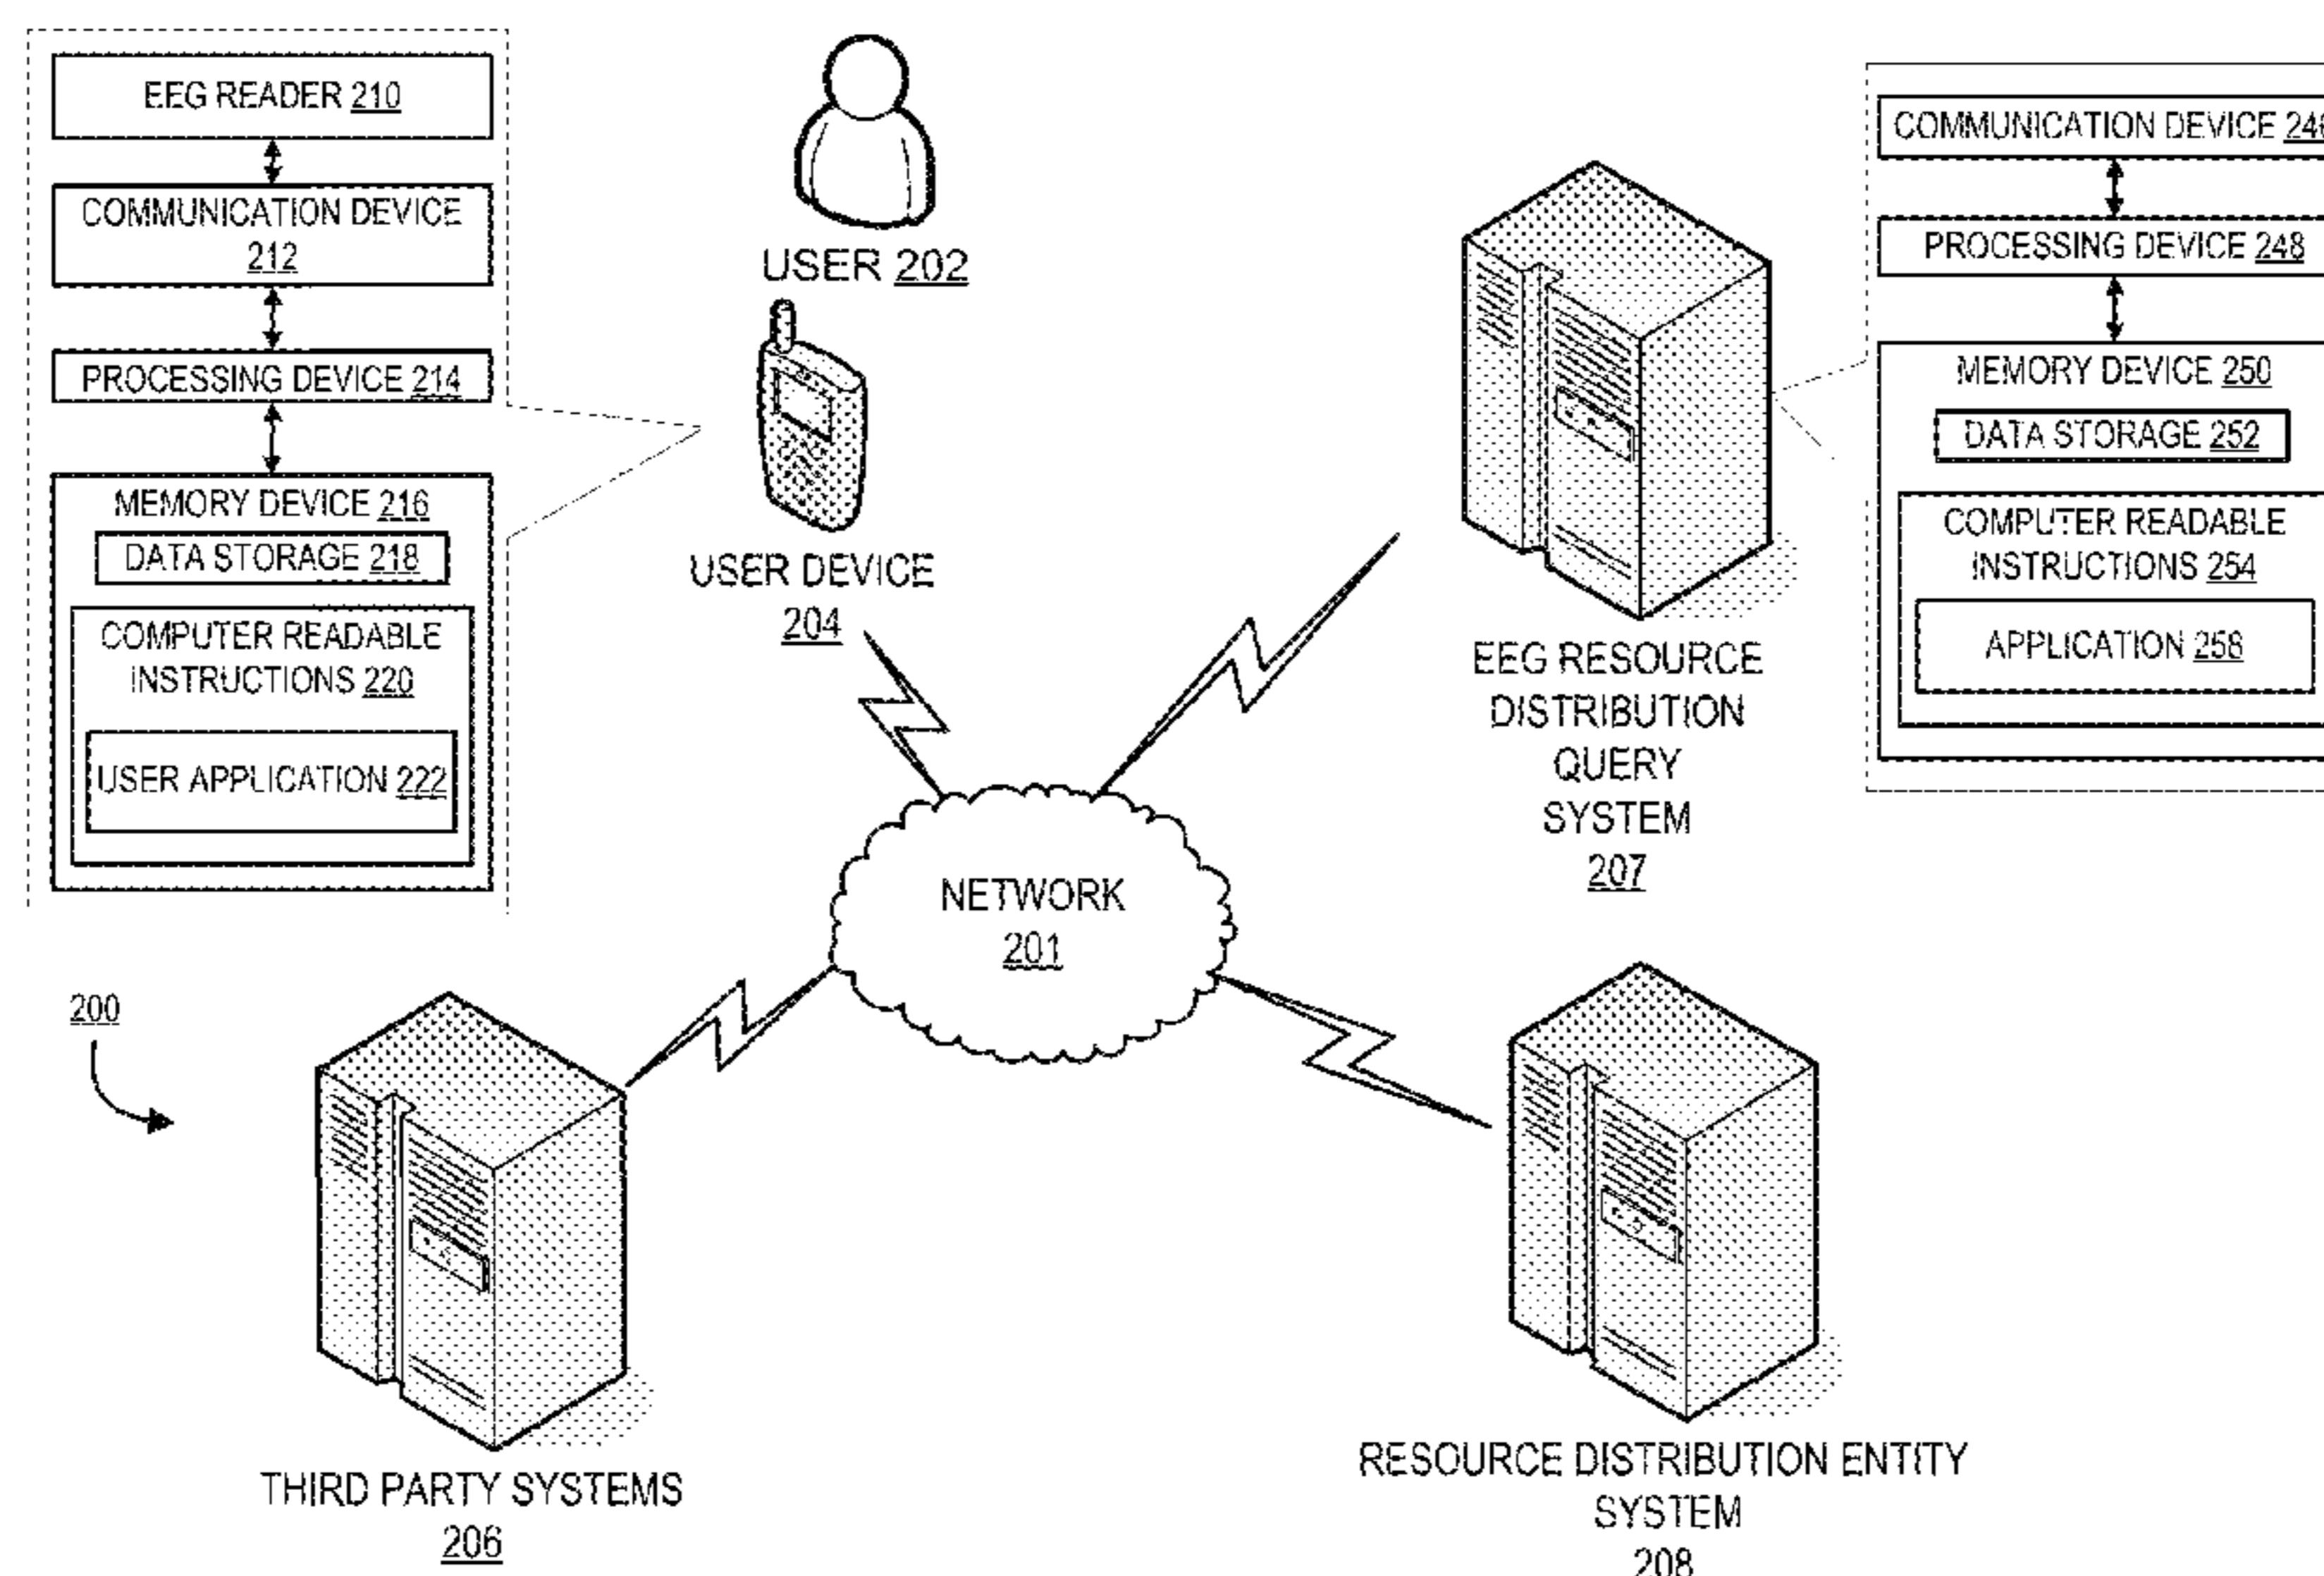 EEG READER 210
COMMUNICATION DEVICE
212
PROCESSING DEVICE 214
MEMORY DEVICE 216
DATA STORAGE 218
COMPUTER READABLE
INSTRUCTIONS 220
USER APPLICATION 222
USER 202
USER DEVICE
204
COMMUNICATION DEVICE 246
PROCESSING DEVICE 248
MEMORY DEVICE 250
DATA STORAGE 252
COMPUTER READABLE
INSTRUCTIONS 254
APPLICATION 258
EEG RESOURCE
DISTRIBUTION
QUERY
SYSTEM
207
NETWORK
201
200
THIRD PARTY SYSTEMS
206
RESOURCE DISTRIBUTION ENTITY
SYSTEM
208